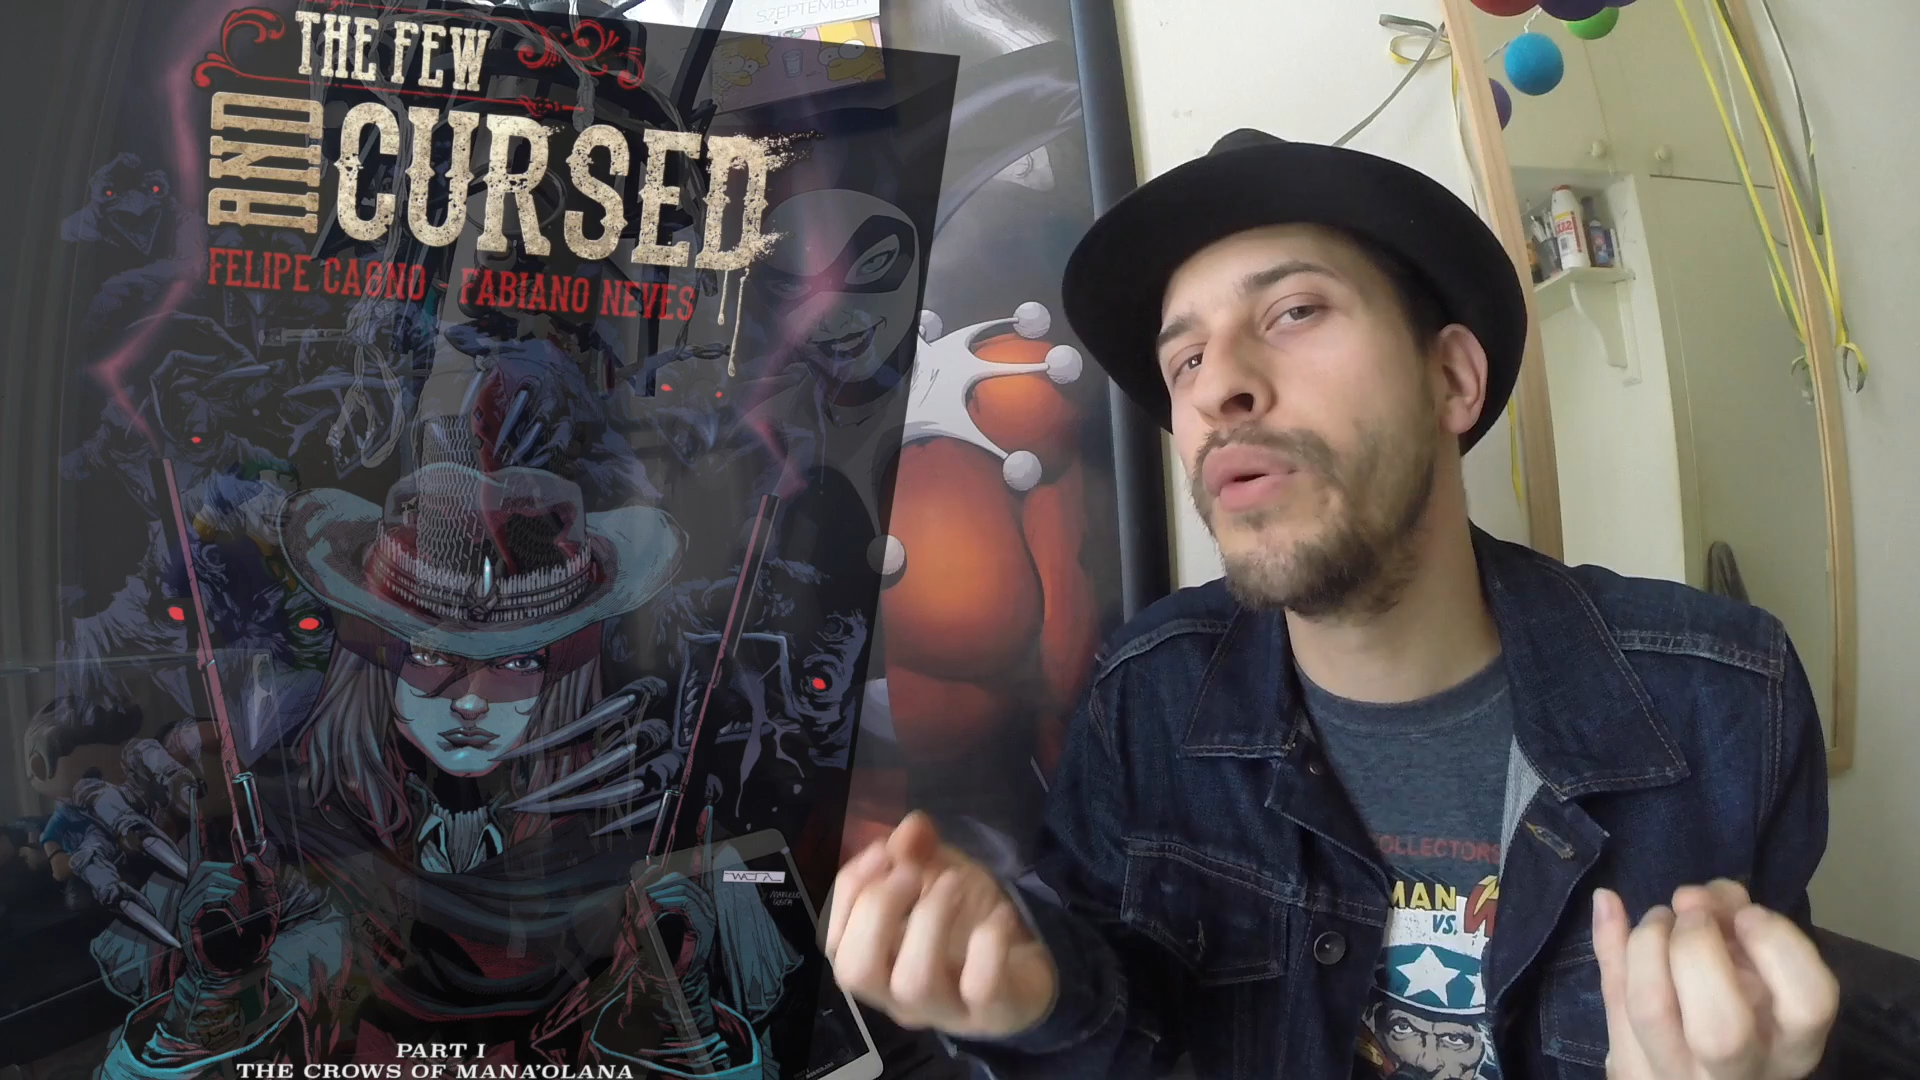 SZEPTEMBER
THE FEW
AND
CURSED
FELIPE CAGNO - FABIANO NEVES
PART I
THE CROWS OF MANA'OLANA
COLLECTORS
MAN
VS.